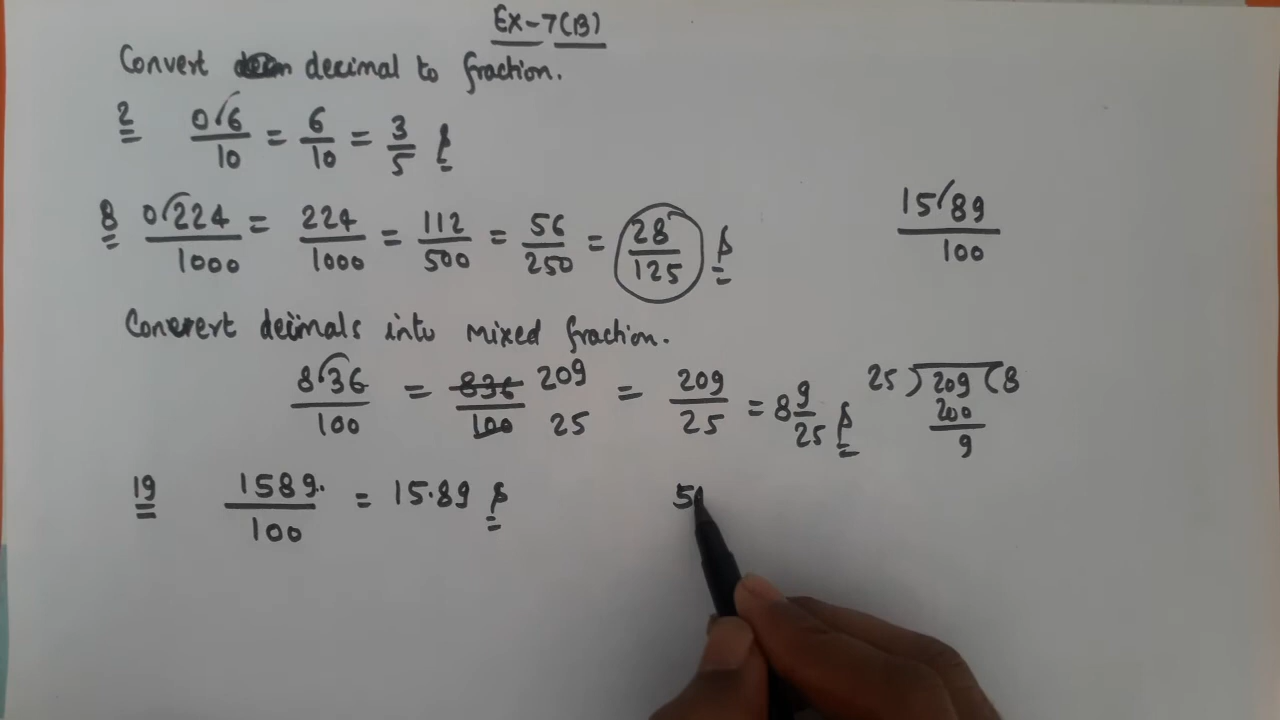 EX-7(B)
Convert decimal to fraction.
2 0.6/10 = 6/10 = 3/5
8 0.224/1000 = 224/1000 = 112/500 = 56/250 = 28/125
15.89/100
Convert decimals into mixed fraction.
8.36/100 = 836/100 209/25 = 209/25 = 8 9/25
25)209(8
200
9
19 1589./100 = 15.89
5